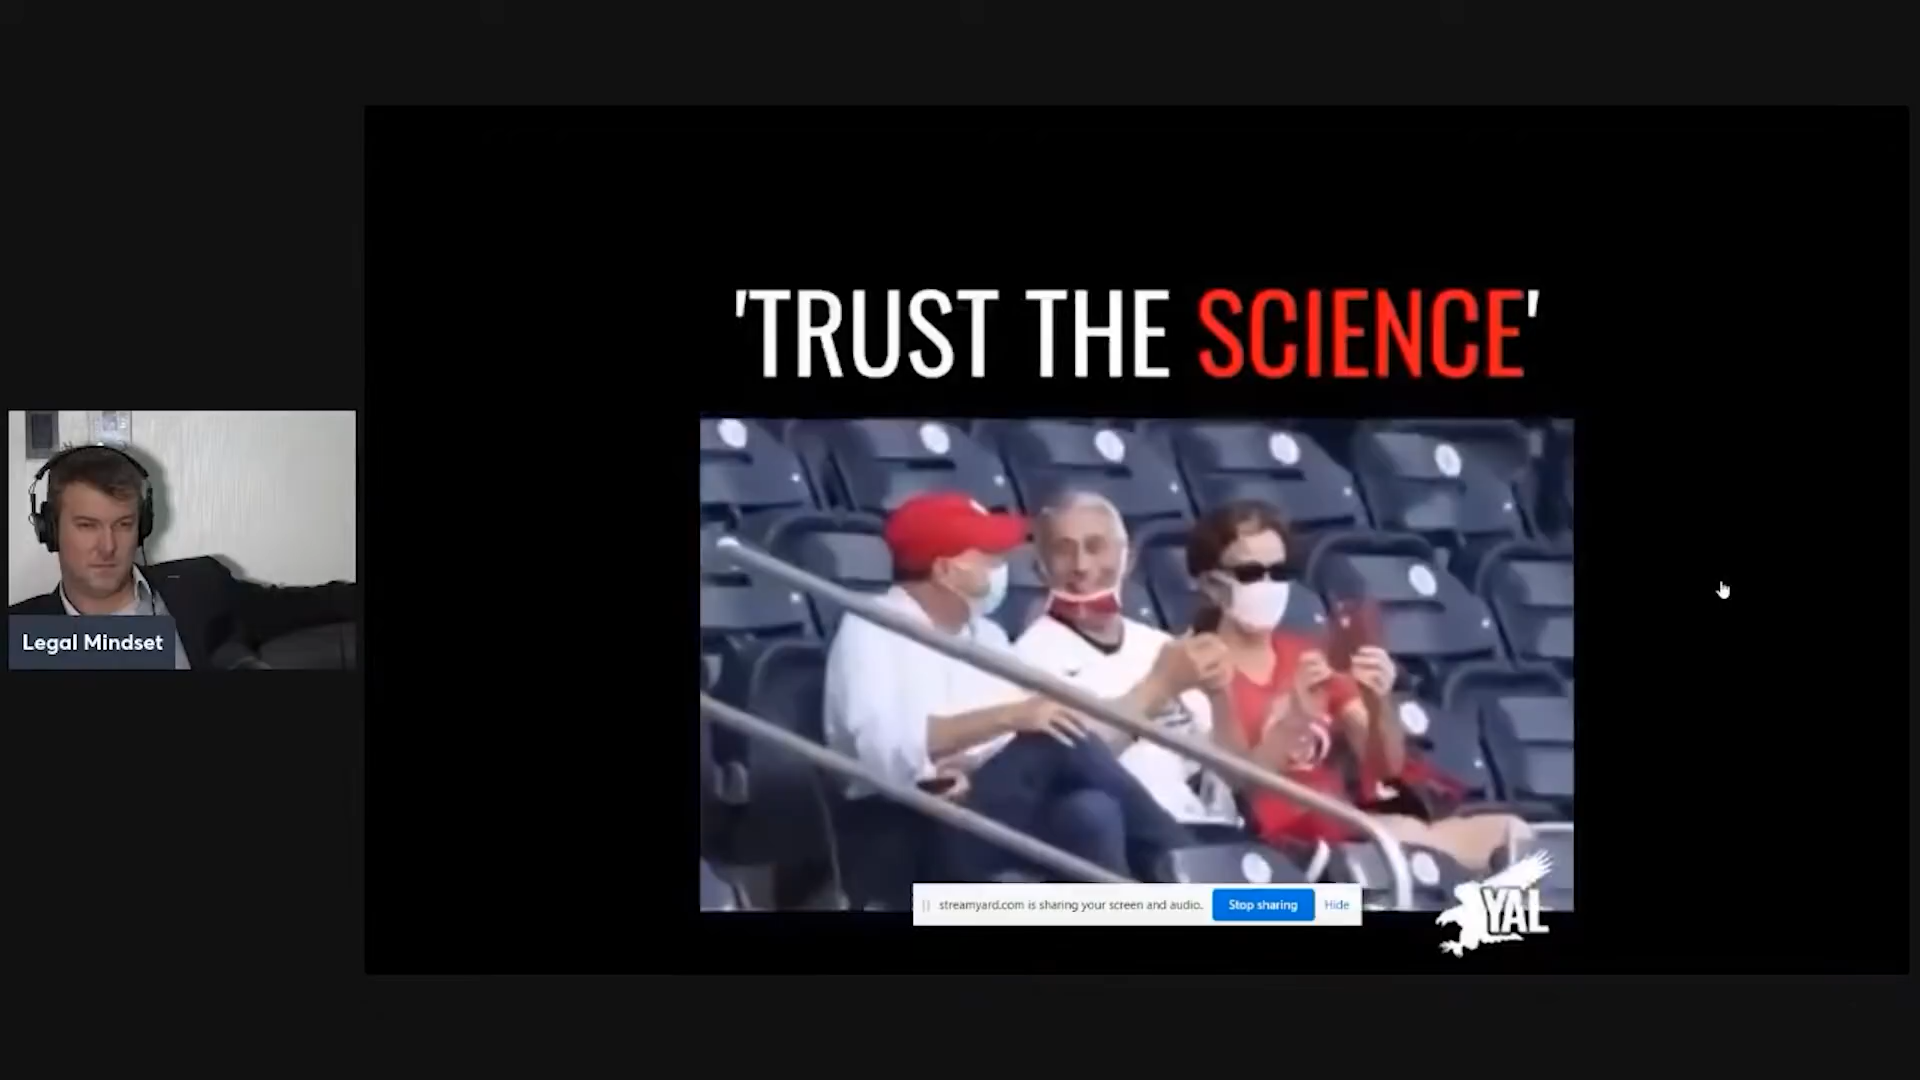 'TRUST THE SCIENCE'
Legal Mindset
streamyard.com is sharing your screen and audio.
Stop sharing
Hide
YAL